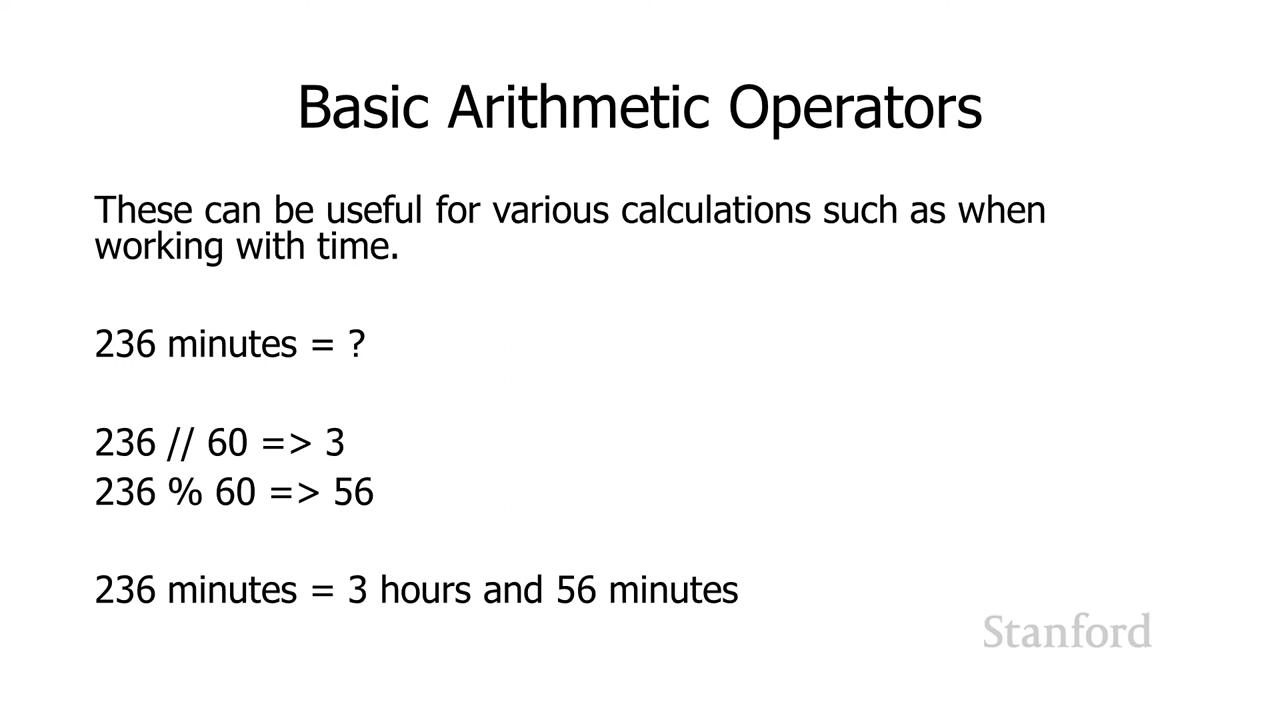 Basic Arithmetic Operators
These can be useful for various calculations such as when
working with time.
236 minutes = ?
236 // 60 => 3
236 % 60 => 56
236 minutes = 3 hours and 56 minutes
Stanford